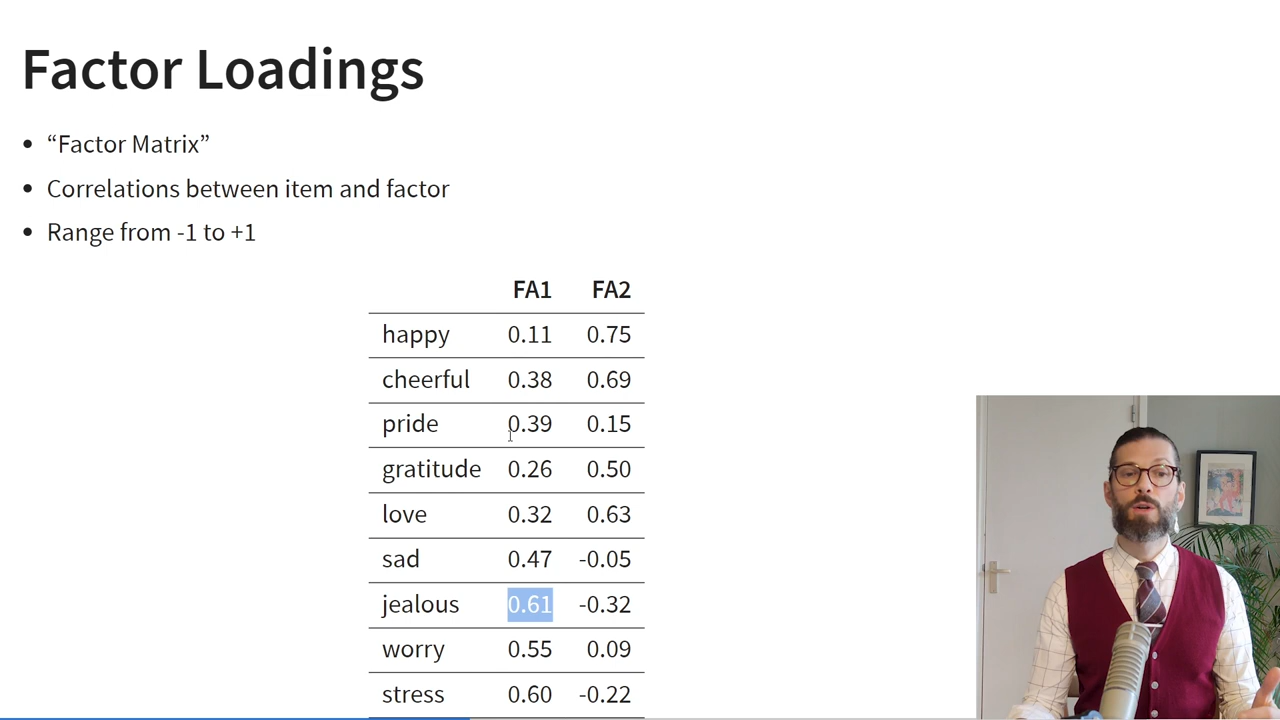 Factor Loadings
• “Factor Matrix”
• Correlations between item and factor
• Range from -1 to +1
FA1 FA2
happy 0.11 0.75
cheerful 0.38 0.69
pride 0.39 0.15
gratitude 0.26 0.50
love 0.32 0.63
sad 0.47 -0.05
jealous 0.61 -0.32
worry 0.55 0.09
stress 0.60 -0.22